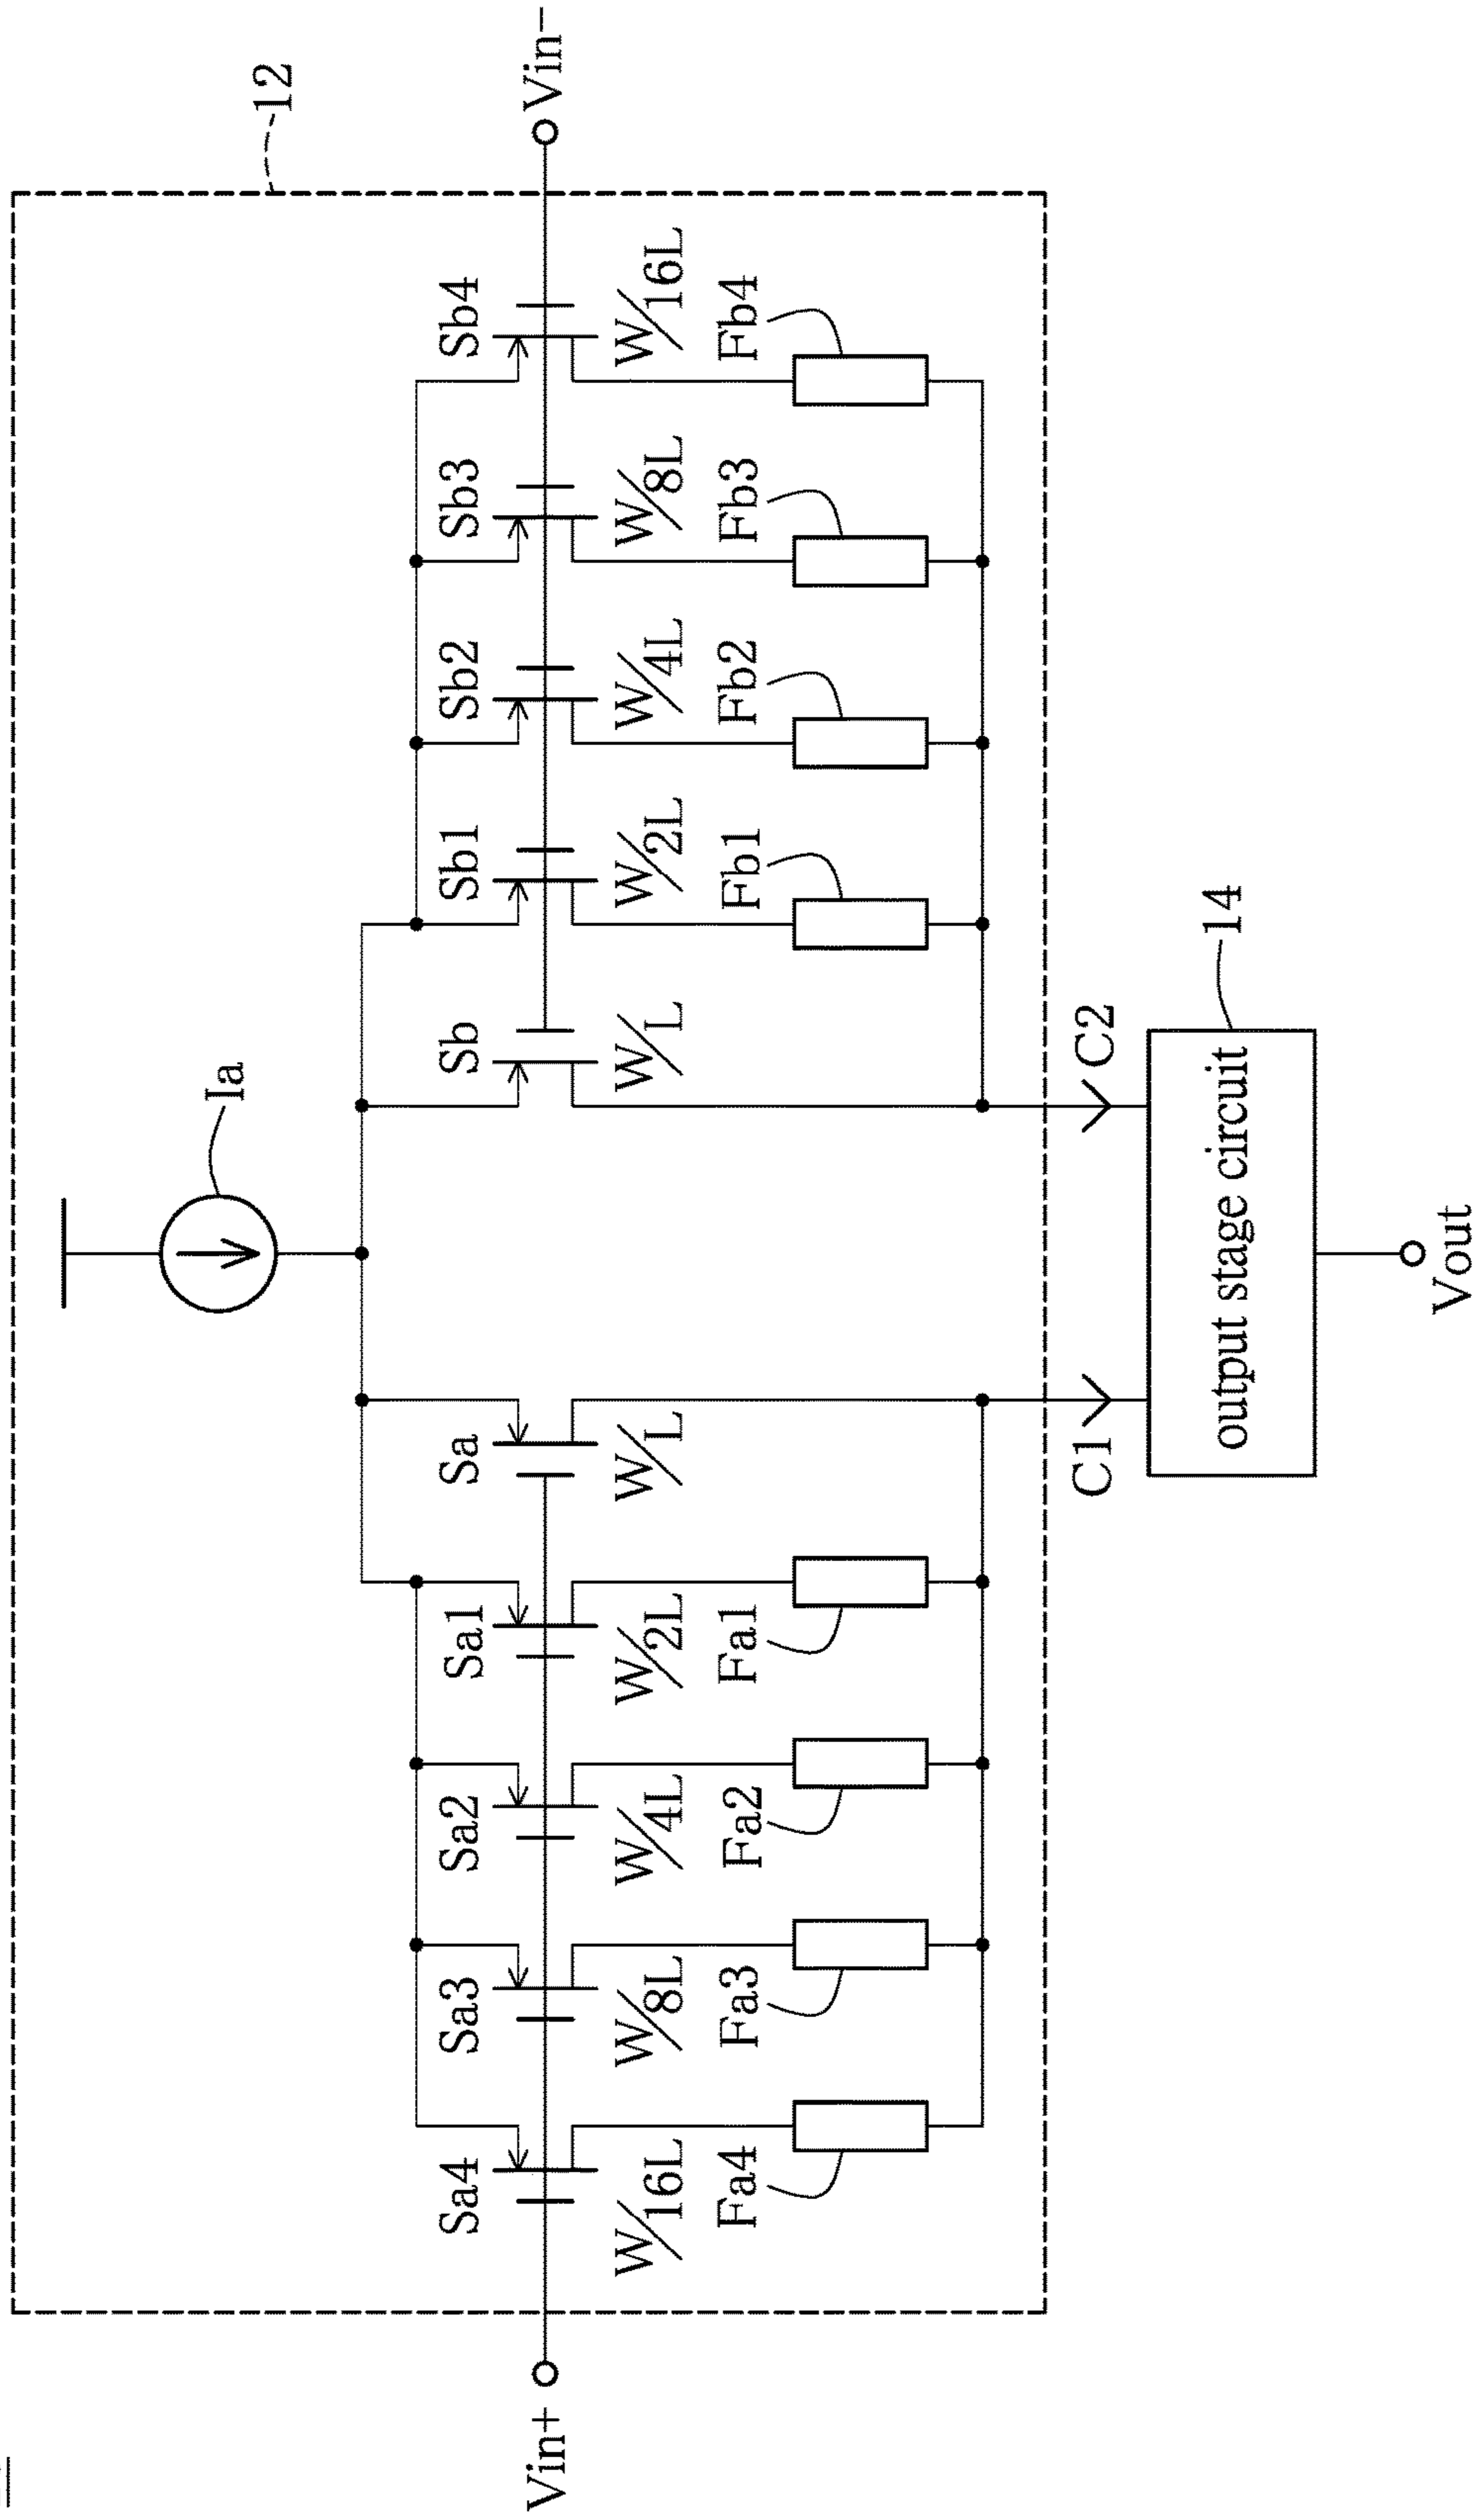 12
Ia
Vin+
Sa4
Sa3
Sa2
Sa1
Sa
Sb
Sb1
Sb2
Sb3
Sb4
Vin−
W/16L
W/8L
W/4L
W/2L
W/L
W/L
W/2L
W/4L
W/8L
W/16L
Fa4
Fa3
Fa2
Fa1
Fb1
Fb2
Fb3
Fb4
C1
C2
output stage circuit
14
Vout